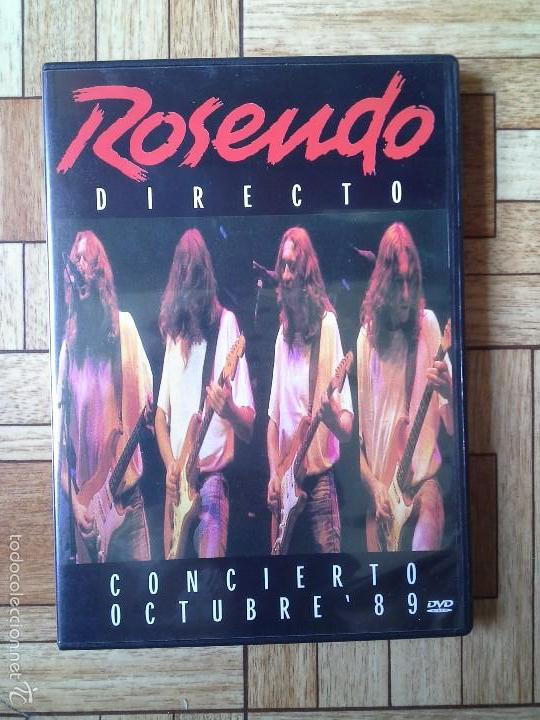 Rosendo
DIRECTO
CONCIERTO
OCTUBRE '89
DVD
todocoleccion.net